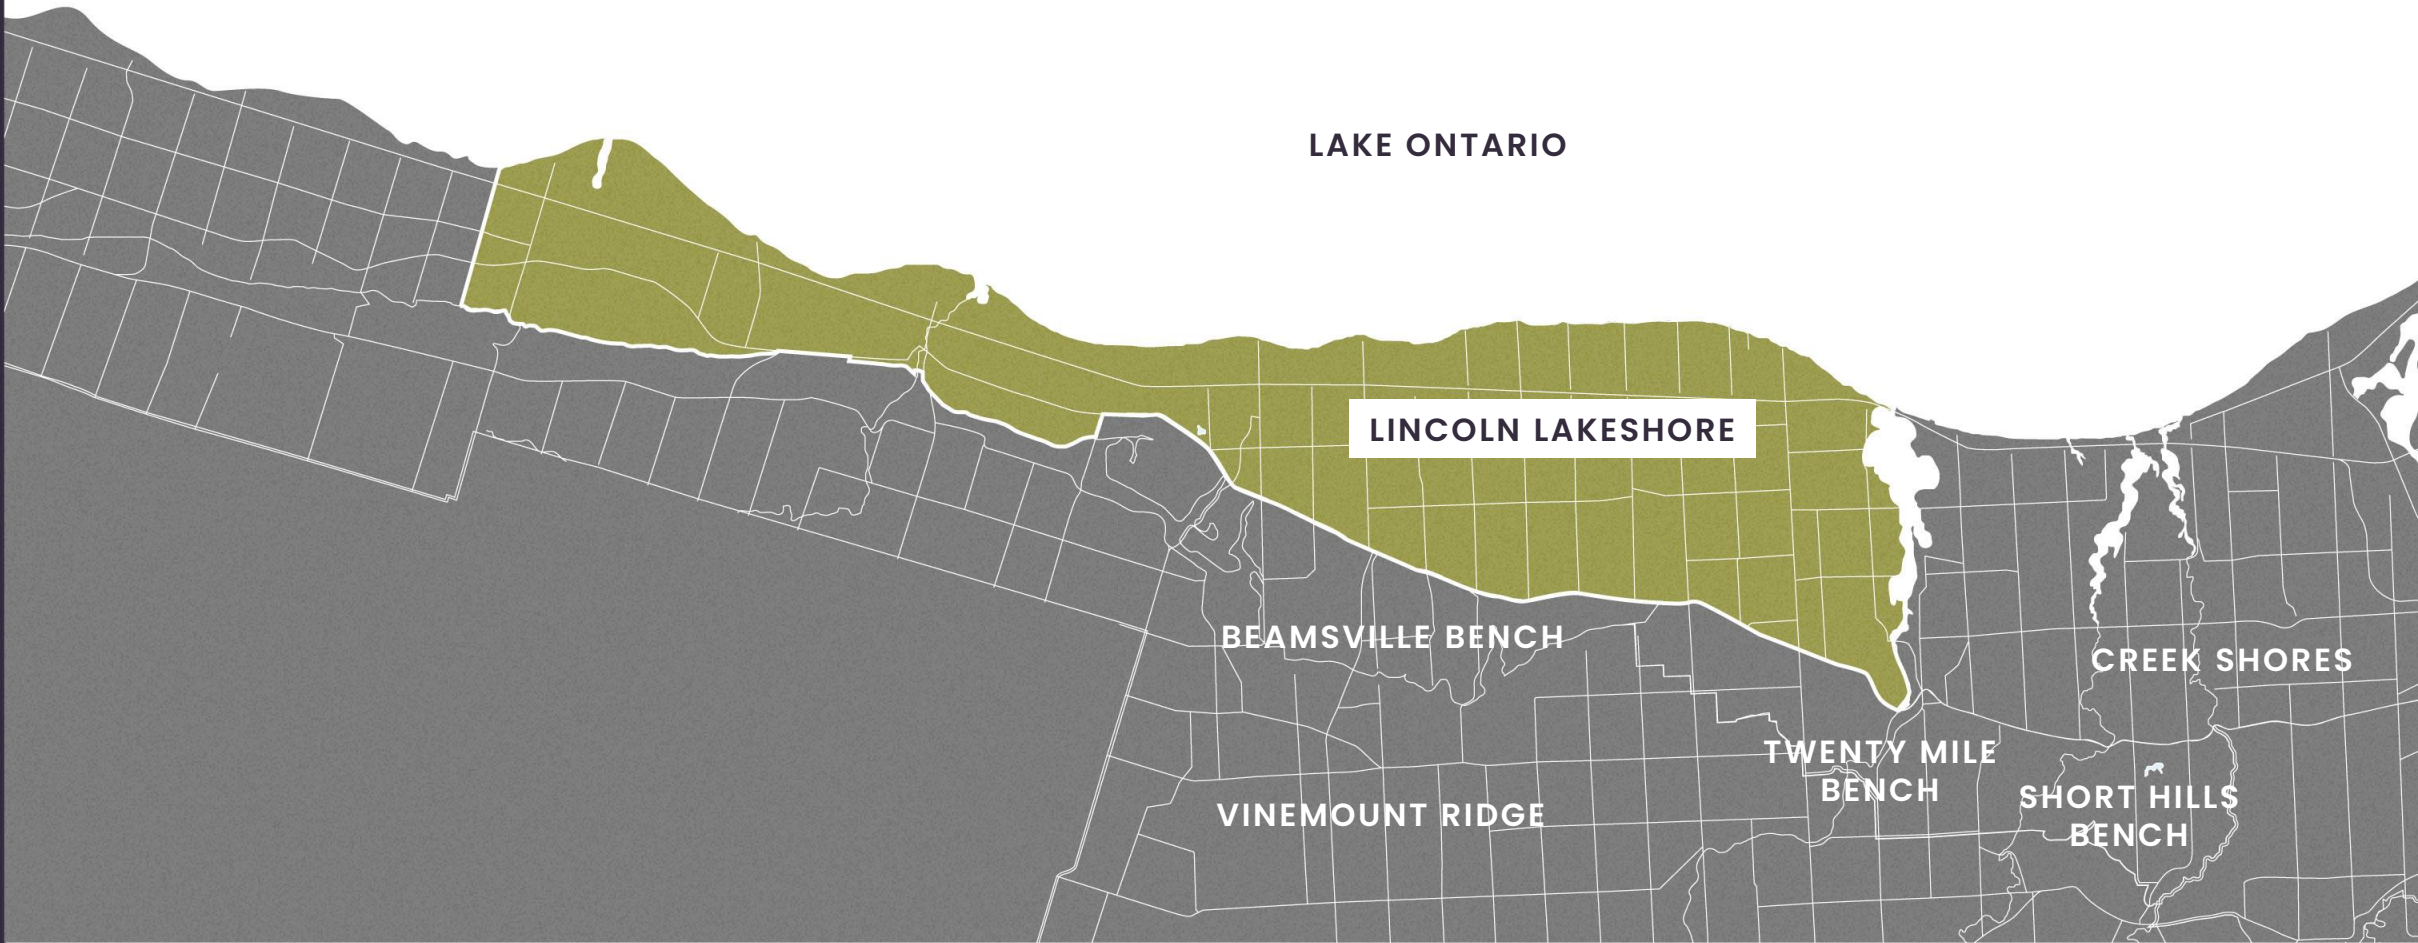 LAKE ONTARIO
LINCOLN LAKESHORE
BEAMSVILLE BENCH
CREEK SHORES
TWENTY MILE
BENCH
SHORT HILLS
BENCH
VINEMOUNT RIDGE